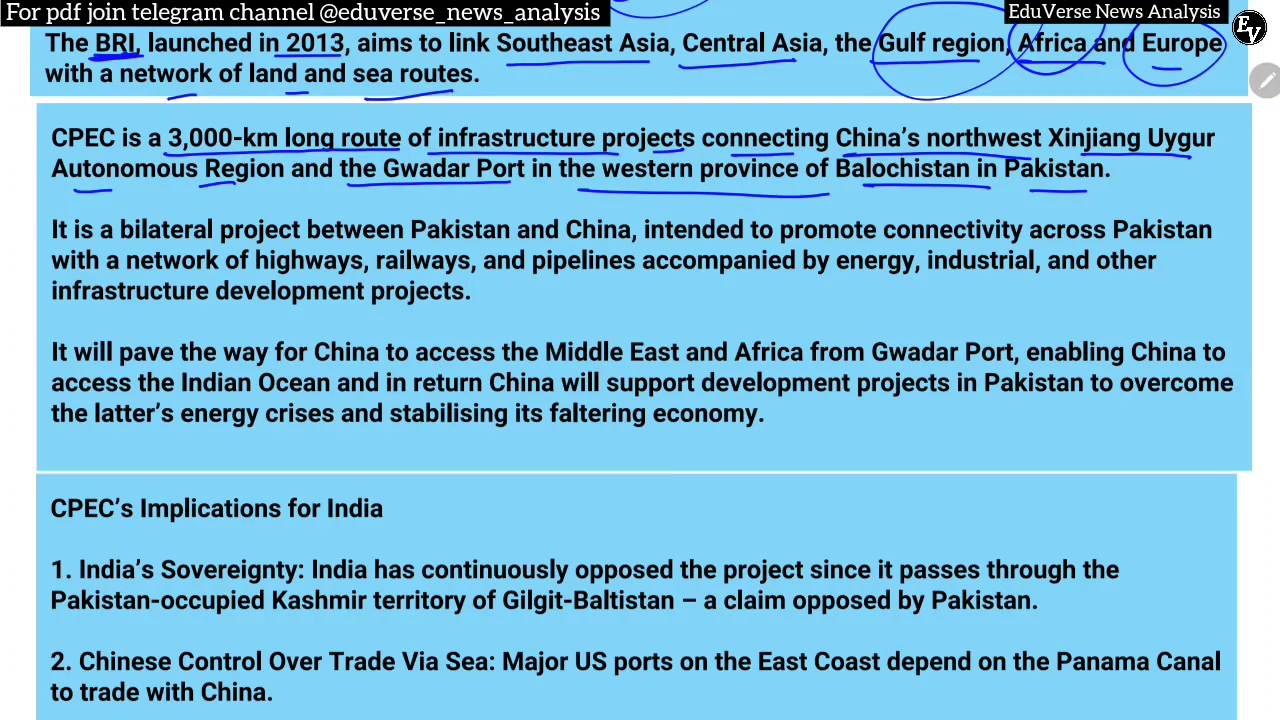 For pdf join telegram channel @eduverse_news_analysis
EduVerse News Analysis
EV
The BRI, launched in 2013, aims to link Southeast Asia, Central Asia, the Gulf region, Africa and Europe
with a network of land and sea routes.
CPEC is a 3,000-km long route of infrastructure projects connecting China’s northwest Xinjiang Uygur
Autonomous Region and the Gwadar Port in the western province of Balochistan in Pakistan.
It is a bilateral project between Pakistan and China, intended to promote connectivity across Pakistan
with a network of highways, railways, and pipelines accompanied by energy, industrial, and other
infrastructure development projects.
It will pave the way for China to access the Middle East and Africa from Gwadar Port, enabling China to
access the Indian Ocean and in return China will support development projects in Pakistan to overcome
the latter’s energy crises and stabilising its faltering economy.
CPEC’s Implications for India
1. India’s Sovereignty: India has continuously opposed the project since it passes through the
Pakistan-occupied Kashmir territory of Gilgit-Baltistan – a claim opposed by Pakistan.
2. Chinese Control Over Trade Via Sea: Major US ports on the East Coast depend on the Panama Canal
to trade with China.